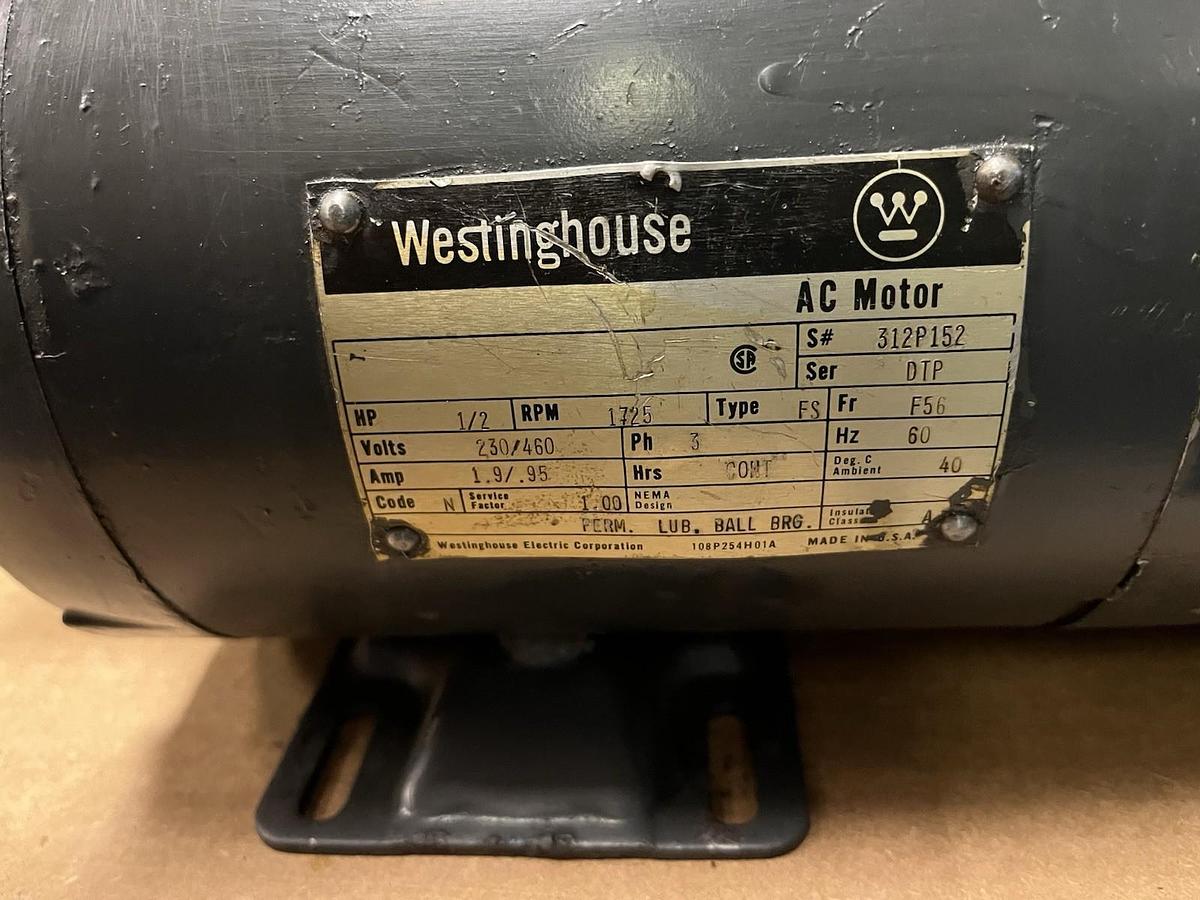 Westinghouse W
AC Motor
SA S# 312P152
Ser DTP
HP 1/2 RPM 1725 Type FS Fr F56
Volts 230/460 Ph 3 Hz 60
Amp 1.9/.95 Hrs CONT Deg. C Ambient 40
Code N Service Factor 1.00 NEMA Design
PERM. LUB. BALL BRG. Class A
Westinghouse Electric Corporation 108P254H01A MADE IN U.S.A.